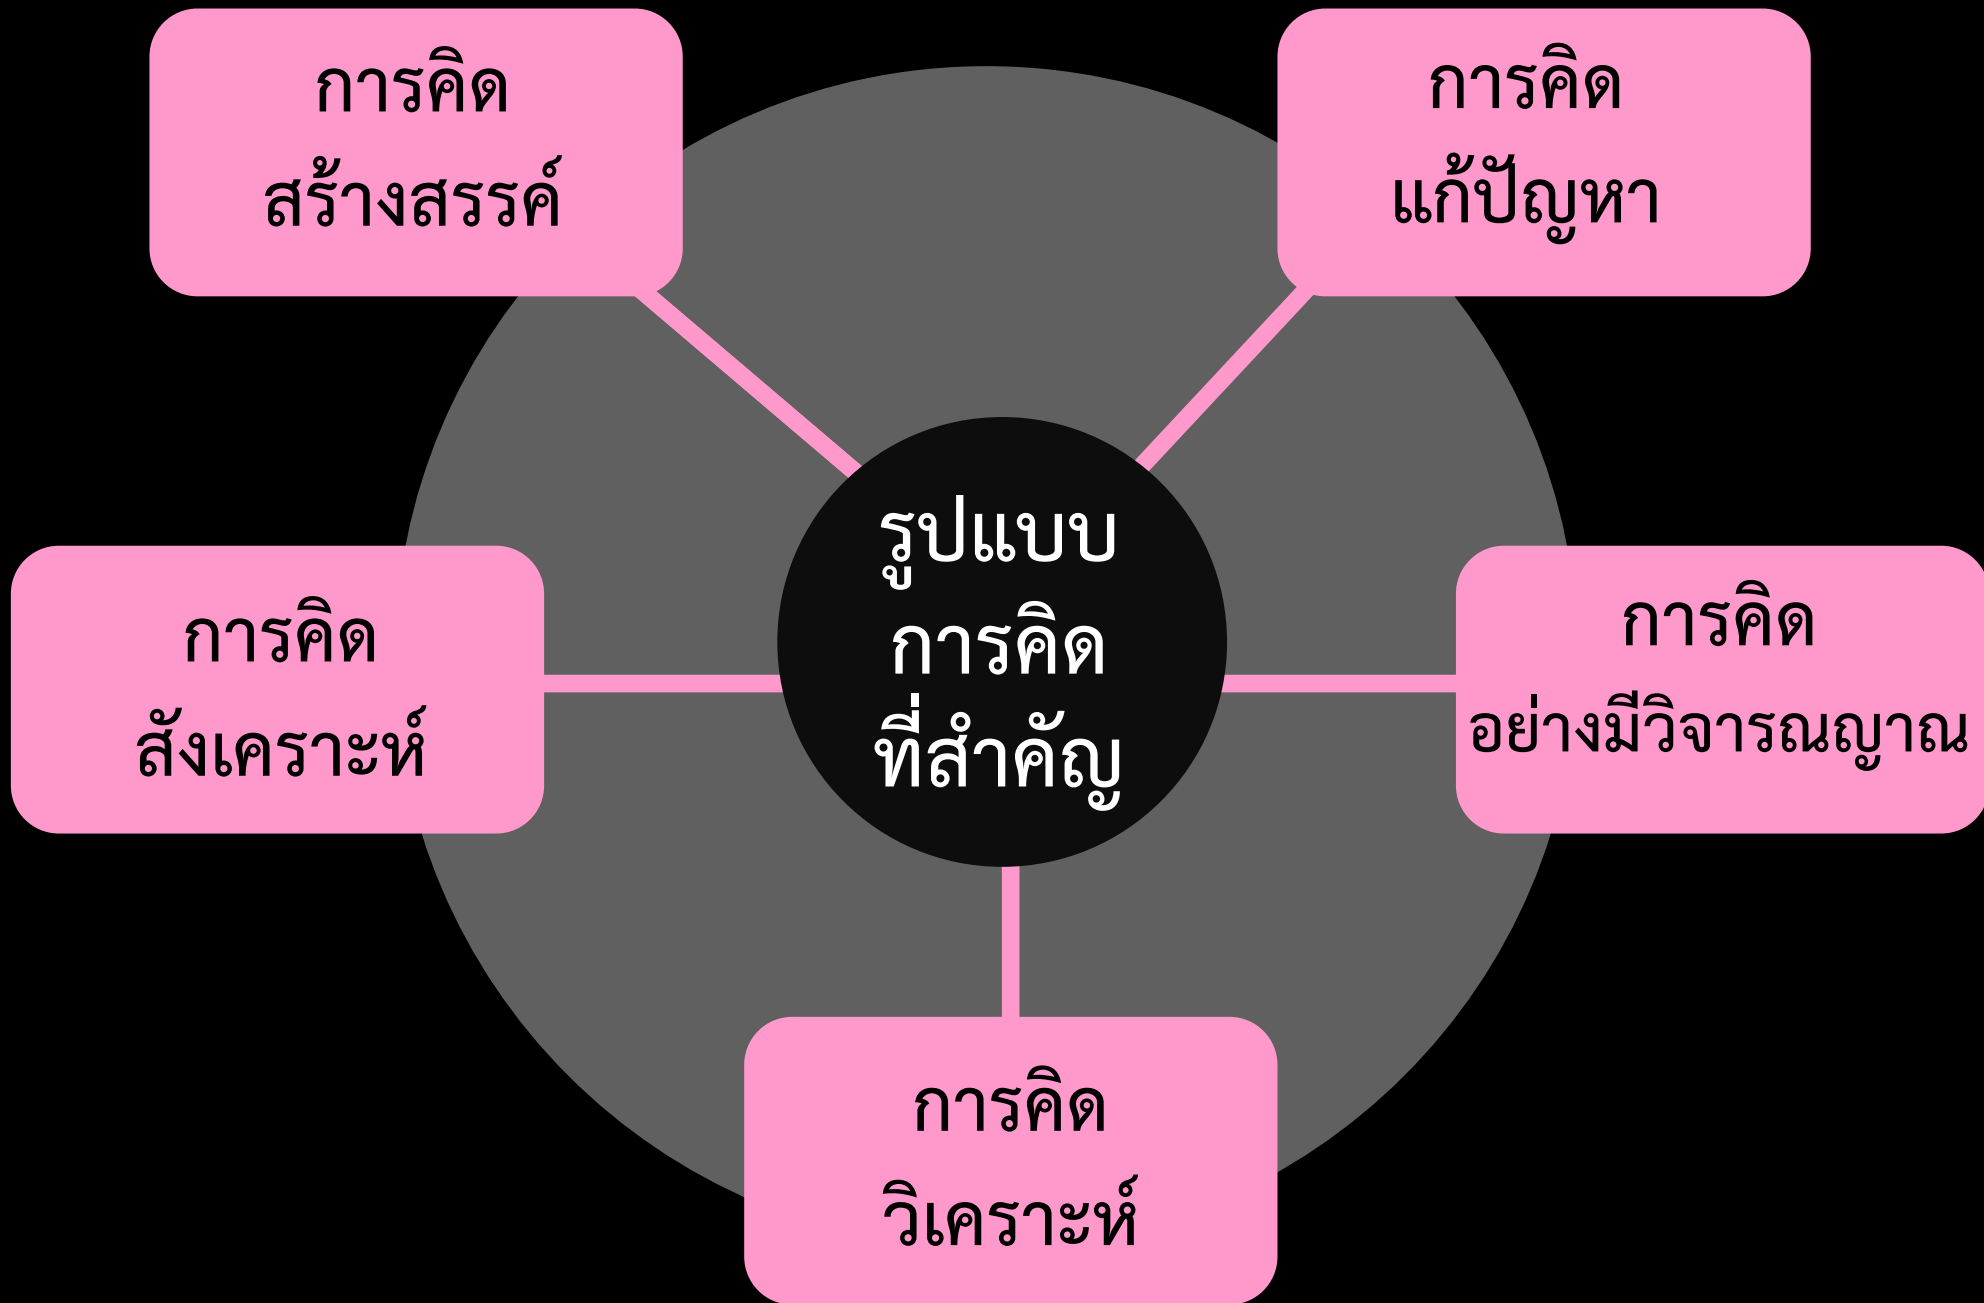 การคิด
สร้างสรรค์
การคิด
แก้ปัญหา
รูปแบบ
การคิด
ที่สำคัญ
การคิด
สังเคราะห์
การคิด
อย่างมีวิจารณญาณ
การคิด
วิเคราะห์